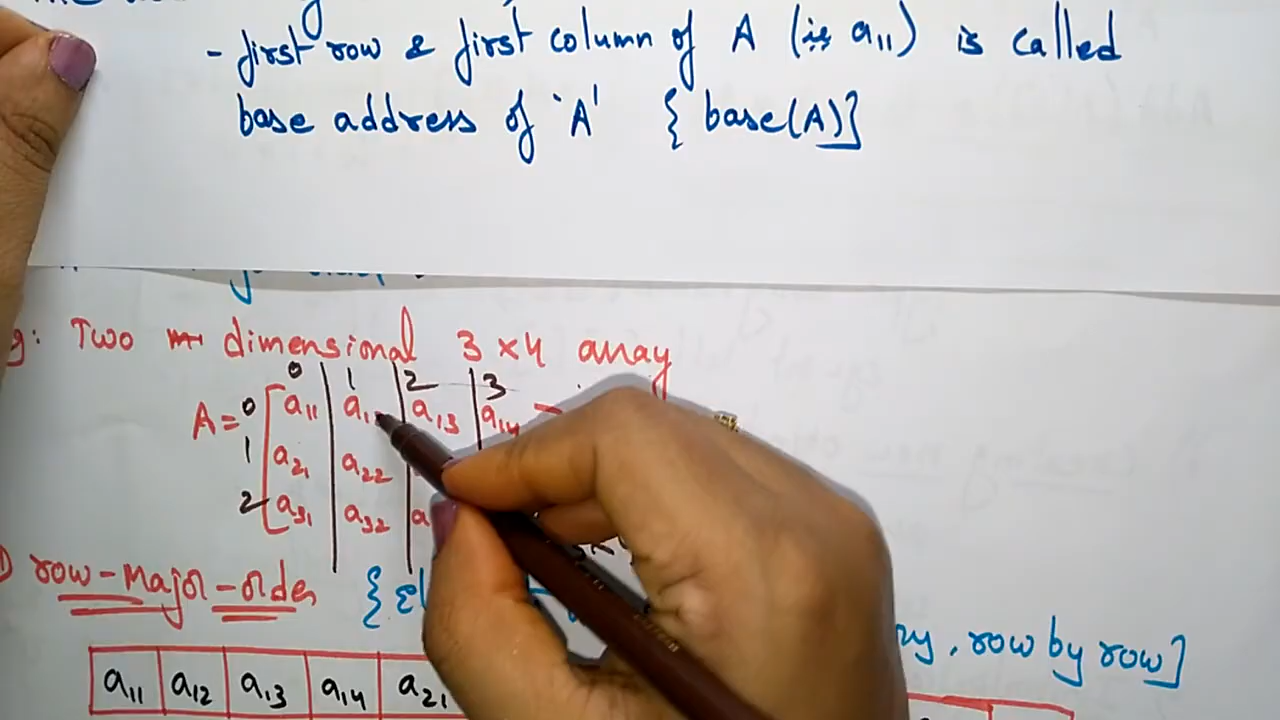 - first row & first column of A (ie a11) is called
base address of 'A' { base(A)}
g: Two dimensional 3×4 array
0 1 2 3
A= 0 a11 a13 a14
1 a21 a22
2 a31 a32
row-Major-order
, row by row]
a11 a12 a13 a14 a21